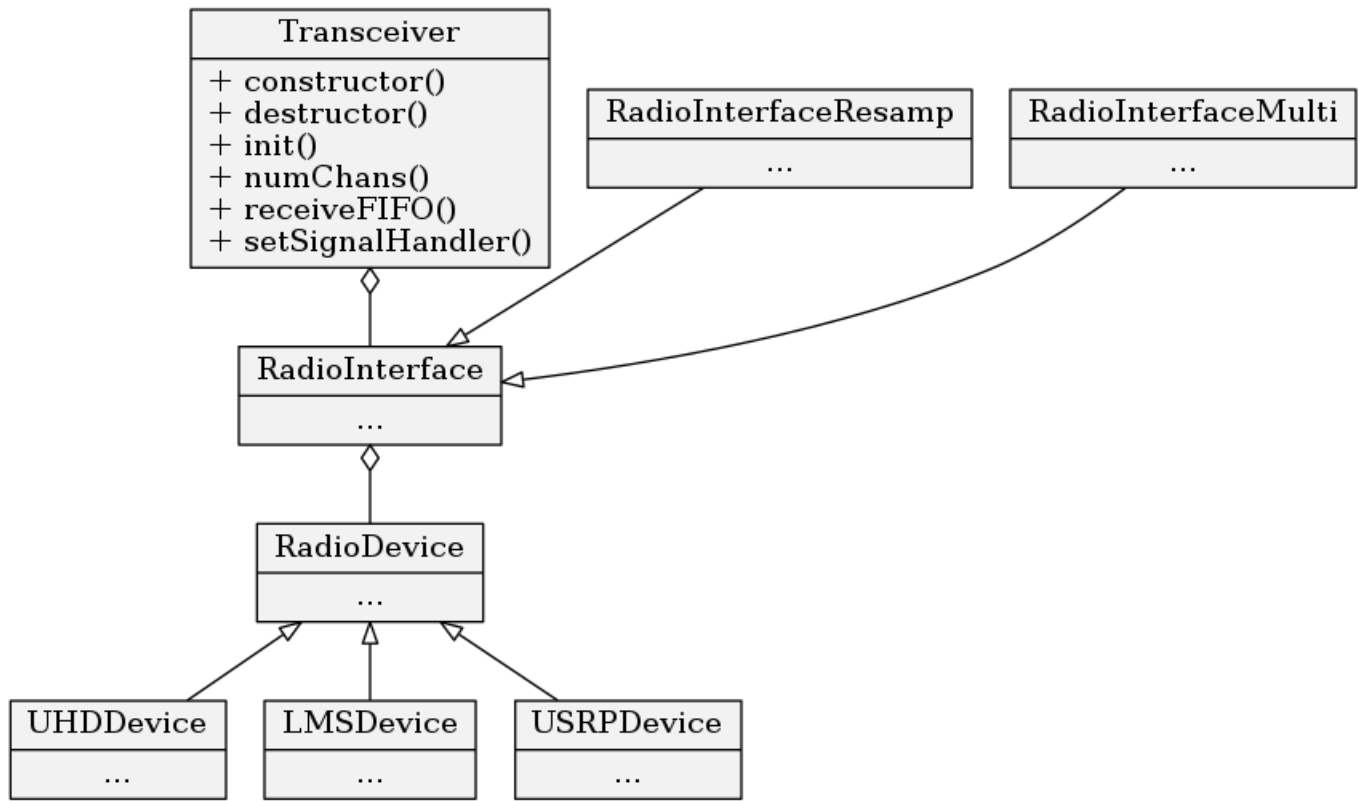 Transceiver
+ constructor()
+ destructor()
+ init()
+ numChans()
+ receiveFIFO()
+ setSignalHandler()
RadioInterfaceResamp
...
RadioInterfaceMulti
...
RadioInterface
...
RadioDevice
...
UHDDevice
...
LMSDevice
...
USRPDevice
...